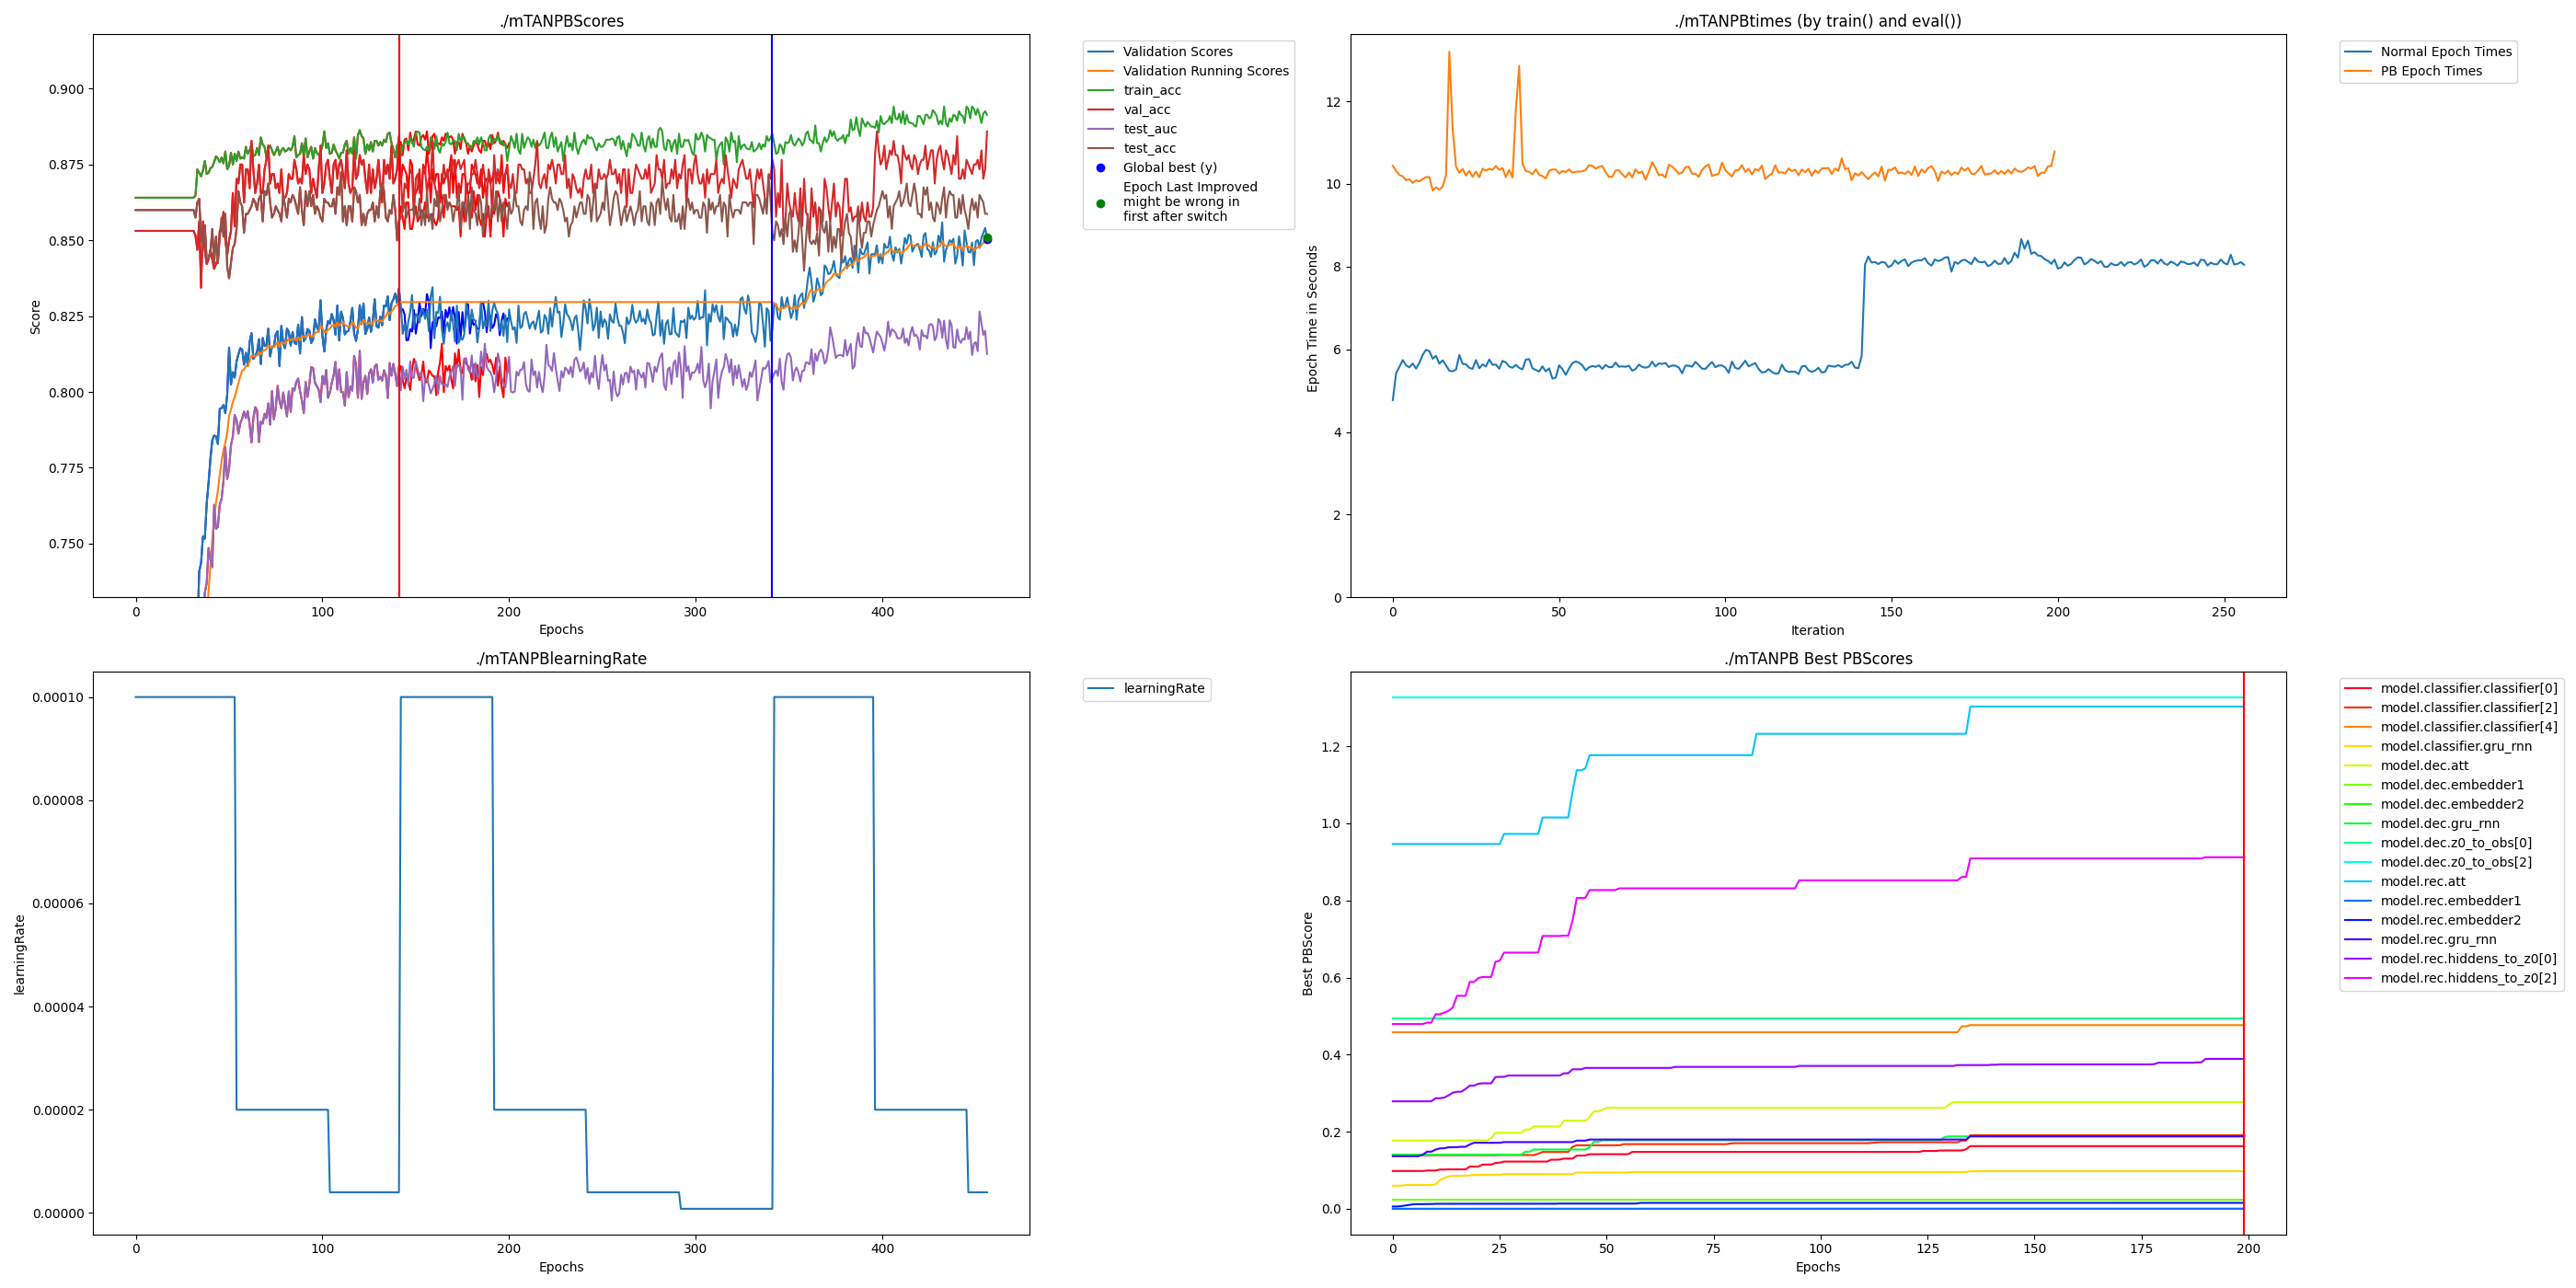 ./mTANPBScores
0.900
0.875
0.850
0.825
0.800
0.775
0.750
Score
0
100
200
300
400
Epochs
Validation Scores
Validation Running Scores
train_acc
val_acc
test_auc
test_acc
Global best (y)
Epoch Last Improved
might be wrong in
first after switch
./mTANPBtimes (by train() and eval())
12
10
8
6
4
2
0
Epoch Time in Seconds
0
50
100
150
200
250
Iteration
Normal Epoch Times
PB Epoch Times
./mTANPBlearningRate
0.00010
0.00008
0.00006
0.00004
0.00002
0.00000
learningRate
0
100
200
300
400
Epochs
learningRate
./mTANPB Best PBScores
1.2
1.0
0.8
0.6
0.4
0.2
0.0
Best PBScore
0
25
50
75
100
125
150
175
200
Epochs
model.classifier.classifier[0]
model.classifier.classifier[2]
model.classifier.classifier[4]
model.classifier.gru_rnn
model.dec.att
model.dec.embedder1
model.dec.embedder2
model.dec.gru_rnn
model.dec.z0_to_obs[0]
model.dec.z0_to_obs[2]
model.rec.att
model.rec.embedder1
model.rec.embedder2
model.rec.gru_rnn
model.rec.hiddens_to_z0[0]
model.rec.hiddens_to_z0[2]